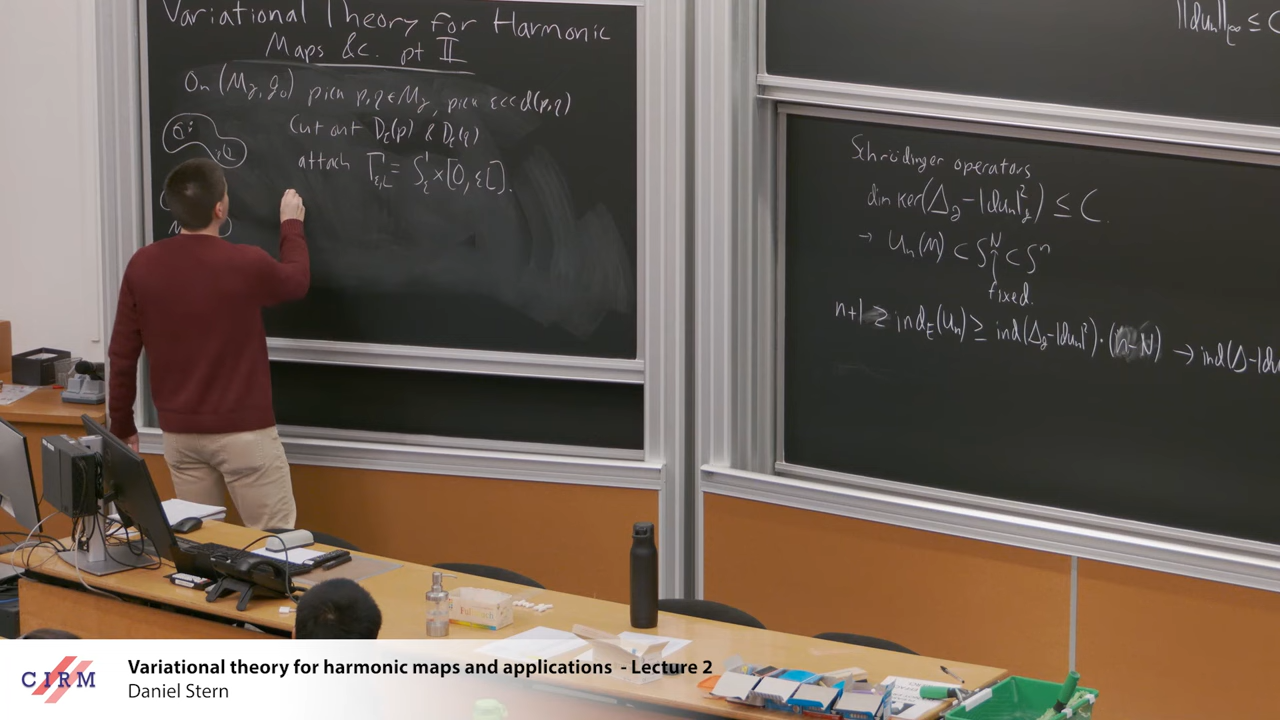 Variational Theory for Harmonic
Maps &c. pt II
On (M_γ, g_0) pick p,q ∈ M_γ, pick ε << d(p,q)
Cut out D_ε(p) & D_ε(q)
attach Γ_{ε,L} = S^1_ε × [0, εL].
||du_n||_∞ ≤ C
Schrödinger operators
dim ker(Δ_g - |du_n|^2_g) ≤ C.
→ u_n(M) ⊂ S^N ⊂ S^n
fixed.
n+1 ≥ ind_E(u_n) ≥ ind(Δ_g - |du_n|^2) · (n-N) → ind(Δ - |du
CIRM
Variational theory for harmonic maps and applications - Lecture 2
Daniel Stern